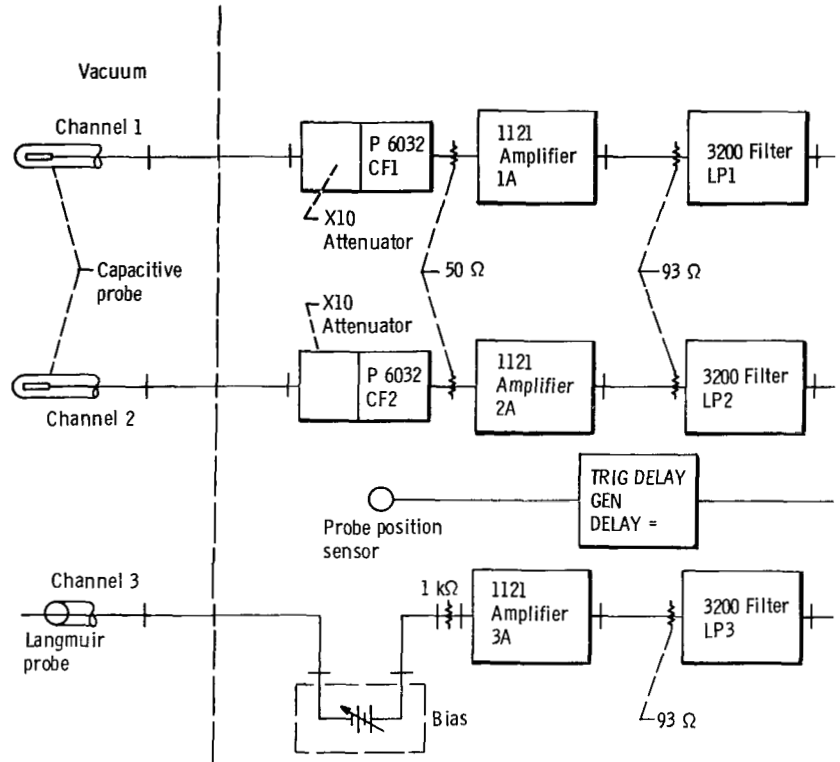 Vacuum
Channel 1
P 6032
CF1
1121
Amplifier
1A
3200 Filter
LP1
X10
Attenuator
Capacitive
probe
50 Ω
93 Ω
X10
Attenuator
P 6032
CF2
1121
Amplifier
2A
3200 Filter
LP2
Channel 2
TRIG DELAY
GEN
DELAY =
Probe position
sensor
Channel 3
1 kΩ
1121
Amplifier
3A
3200 Filter
LP3
Langmuir
probe
Bias
93 Ω